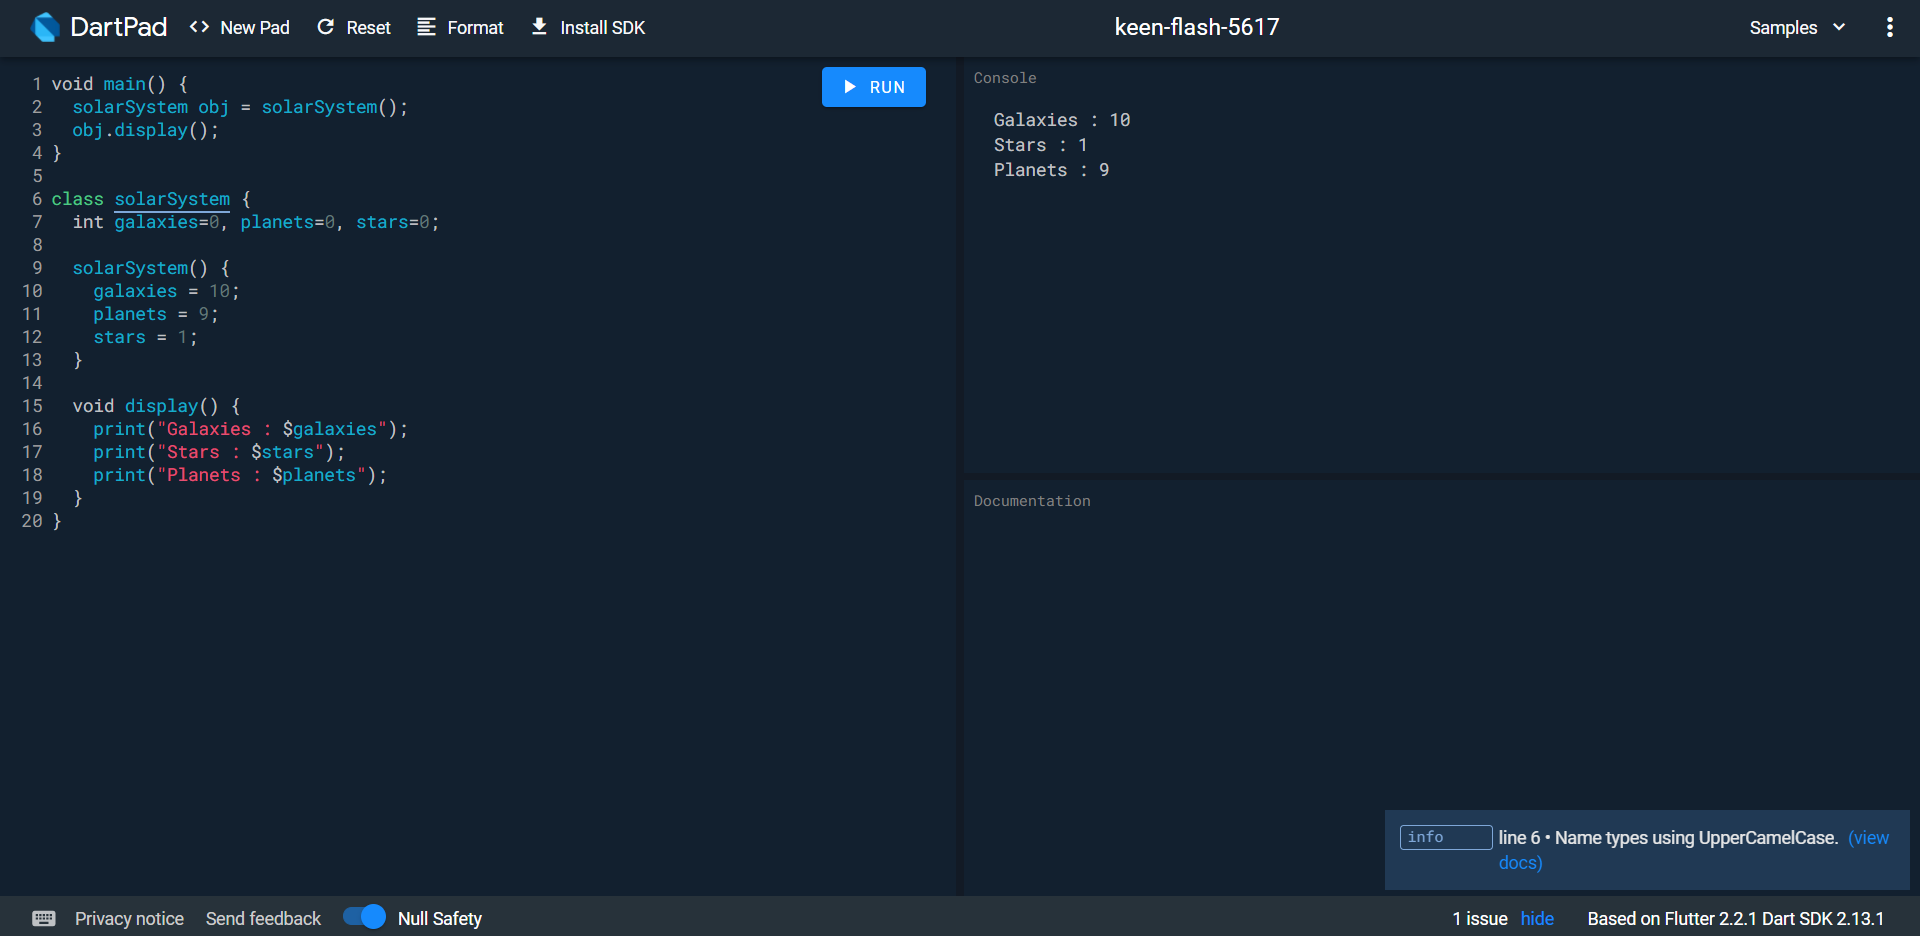 DartPad <> New Pad Reset Format Install SDK keen-flash-5617 Samples
1 void main() {
2   solarSystem obj = solarSystem();
3   obj.display();
4 }
5
6 class solarSystem {
7   int galaxies=0, planets=0, stars=0;
8
9   solarSystem() {
10     galaxies = 10;
11     planets = 9;
12     stars = 1;
13   }
14
15   void display() {
16     print("Galaxies : $galaxies");
17     print("Stars : $stars");
18     print("Planets : $planets");
19   }
20 }
RUN
Console
Galaxies : 10
Stars : 1
Planets : 9
Documentation
info line 6 • Name types using UpperCamelCase. (view
docs)
Privacy notice Send feedback Null Safety 1 issue hide Based on Flutter 2.2.1 Dart SDK 2.13.1